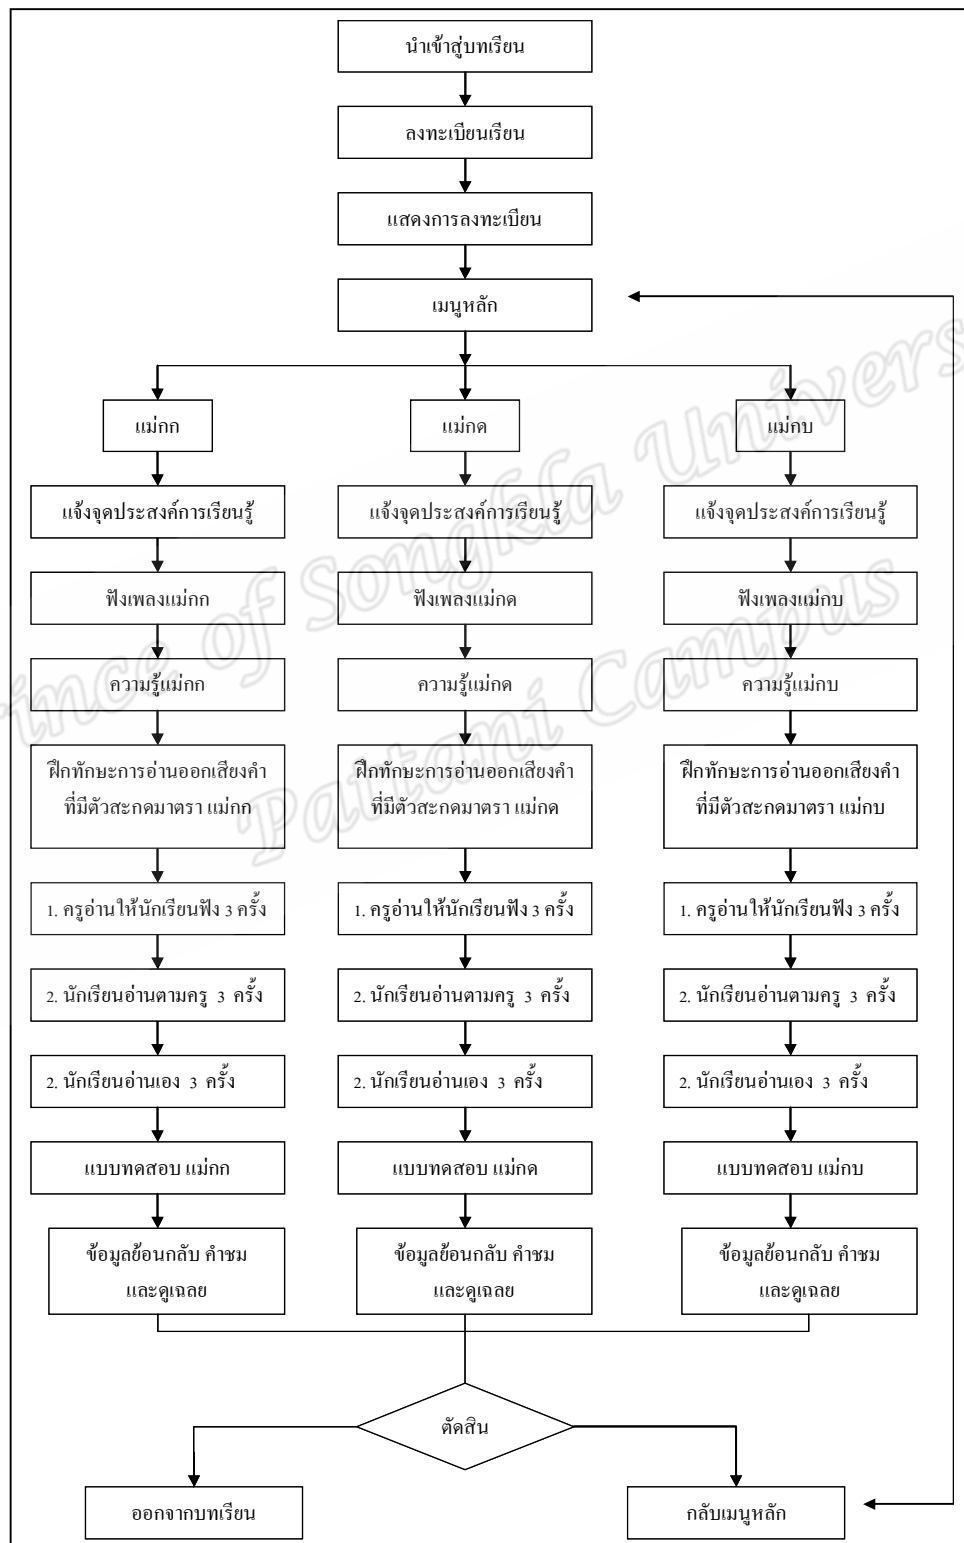 นำเข้าสู่บทเรียน
ลงทะเบียนเรียน
แสดงการลงทะเบียน
เมนูหลัก
แม่กก
แม่กด
แม่กบ
แจ้งจุดประสงค์การเรียนรู้
แจ้งจุดประสงค์การเรียนรู้
แจ้งจุดประสงค์การเรียนรู้
ฟังเพลงแม่กก
ฟังเพลงแม่กด
ฟังเพลงแม่กบ
ความรู้แม่กก
ความรู้แม่กด
ความรู้แม่กบ
ฝึกทักษะการอ่านออกเสียงคำ
ที่มีตัวสะกดมาตรา แม่กก
ฝึกทักษะการอ่านออกเสียงคำ
ที่มีตัวสะกดมาตรา แม่กด
ฝึกทักษะการอ่านออกเสียงคำ
ที่มีตัวสะกดมาตรา แม่กบ
1. ครูอ่านให้นักเรียนฟัง 3 ครั้ง
1. ครูอ่านให้นักเรียนฟัง 3 ครั้ง
1. ครูอ่านให้นักเรียนฟัง 3 ครั้ง
2. นักเรียนอ่านตามครู 3 ครั้ง
2. นักเรียนอ่านตามครู 3 ครั้ง
2. นักเรียนอ่านตามครู 3 ครั้ง
2. นักเรียนอ่านเอง 3 ครั้ง
2. นักเรียนอ่านเอง 3 ครั้ง
2. นักเรียนอ่านเอง 3 ครั้ง
แบบทดสอบ แม่กก
แบบทดสอบ แม่กด
แบบทดสอบ แม่กบ
ข้อมูลย้อนกลับ คำชม
และดูเฉลย
ข้อมูลย้อนกลับ คำชม
และดูเฉลย
ข้อมูลย้อนกลับ คำชม
และดูเฉลย
ตัดสิน
ออกจากบทเรียน
กลับเมนูหลัก
rince of Songkla Univers
Pattani Campus